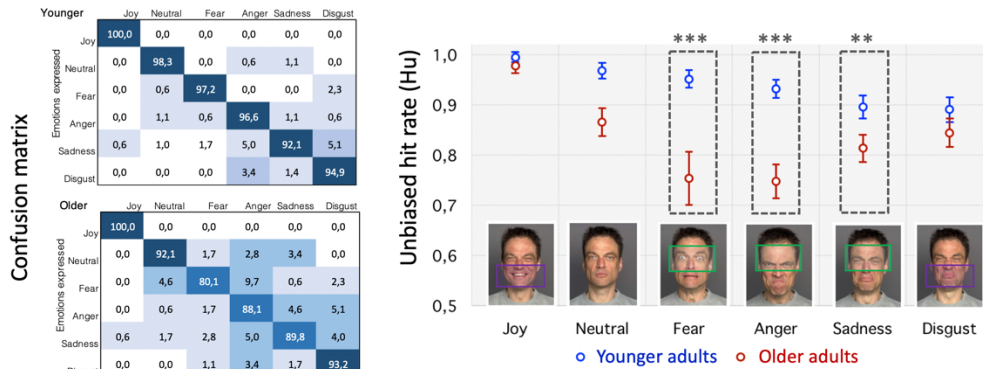 Confusion matrix
Younger
Joy Neutral Fear Anger Sadness Disgust
Emotions expressed
Joy 100,0 0,0 0,0 0,0 0,0 0,0
Neutral 0,0 98,3 0,0 0,6 1,1 0,0
Fear 0,0 0,6 97,2 0,0 0,0 2,3
Anger 0,0 1,1 0,6 96,6 1,1 0,6
Sadness 0,6 1,0 1,7 5,0 92,1 5,1
Disgust 0,0 0,0 0,0 3,4 1,4 94,9
Older
Joy Neutral Fear Anger Sadness Disgust
Emotions expressed
Joy 100,0 0,0 0,0 0,0 0,0 0,0
Neutral 0,0 92,1 1,7 2,8 3,4 0,0
Fear 0,0 4,6 80,1 9,7 0,6 2,3
Anger 0,0 0,6 1,7 88,1 4,6 5,1
Sadness 0,6 1,7 2,8 5,0 89,8 4,0
0,0 0,0 1,1 3,4 1,7 93,2
Unbiased hit rate (Hu)
*** *** **
1,0
0,9
0,8
0,7
0,6
0,5
Joy Neutral Fear Anger Sadness Disgust
Younger adults Older adults